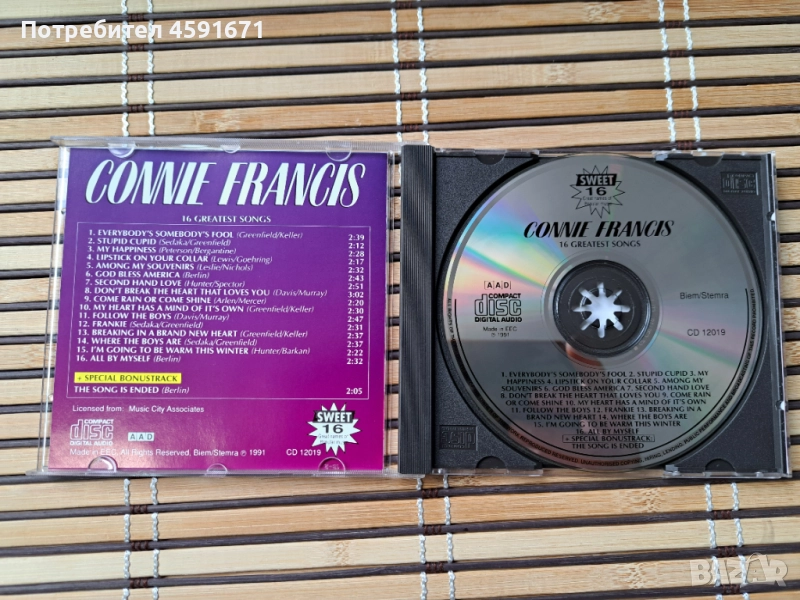 Потребител 4591671
CONNIE FRANCIS
16 GREATEST SONGS
1. EVERYBODY'S SOMEBODY'S FOOL (Greenfield/Keller) 2:39
2. STUPID CUPID (Sedaka/Greenfield) 2:12
3. MY HAPPINESS (Peterson/Bergantine) 2:28
4. LIPSTICK ON YOUR COLLAR (Lewis/Goehring) 2:17
5. AMONG MY SOUVENIRS (Leslie/Nichols) 2:32
6. GOD BLESS AMERICA (Berlin) 2:43
7. SECOND HAND LOVE (Hunter/Spector) 2:51
8. DON'T BREAK THE HEART THAT LOVES YOU (Davis/Murray) 3:02
9. COME RAIN OR COME SHINE (Arlen/Mercer) 2:20
10. MY HEART HAS A MIND OF IT'S OWN (Greenfield/Keller) 2:30
11. FOLLOW THE BOYS (Davis/Murray) 2:47
12. FRANKIE (Sedaka/Greenfield) 2:31
13. BREAKING IN A BRAND NEW HEART (Greenfield/Keller)
14. WHERE THE BOYS ARE (Sedaka/Greenfield) 2:37
15. I'M GOING TO BE WARM THIS WINTER (Hunter/Barkan) 2:22
16. ALL BY MYSELF (Berlin) 2:32
+ SPECIAL BONUSTRACK
THE SONG IS ENDED (Berlin) 2:05
Licensed from: Music City Associates
COMPACT
disc
DIGITAL AUDIO
AAD
SWEET
16
Made in EEC, All Rights Reserved, Biem/Stemra ℗ 1991
CD 12019
SWEET
16
CONNIE FRANCIS
16 GREATEST SONGS
AAD
COMPACT
disc
DIGITAL AUDIO
Made in EEC
℗ 1991
Biem/Stemra
CD 12019
1. EVERYBODY'S SOMEBODY'S FOOL 2. STUPID CUPID 3. MY
HAPPINESS 4. LIPSTICK ON YOUR COLLAR 5. AMONG MY
SOUVENIRS 6. GOD BLESS AMERICA 7. SECOND HAND LOVE
8. DON'T BREAK THE HEART THAT LOVES YOU 9. COME RAIN
OR COME SHINE 10. MY HEART HAS A MIND OF IT'S OWN
11. FOLLOW THE BOYS 12. FRANKIE 13. BREAKING IN A
BRAND NEW HEART 14. WHERE THE BOYS ARE
15. I'M GOING TO BE WARM THIS WINTER
16. ALL BY MYSELF
+ SPECIAL BONUSTRACK:
THE SONG IS ENDED
BAZAR